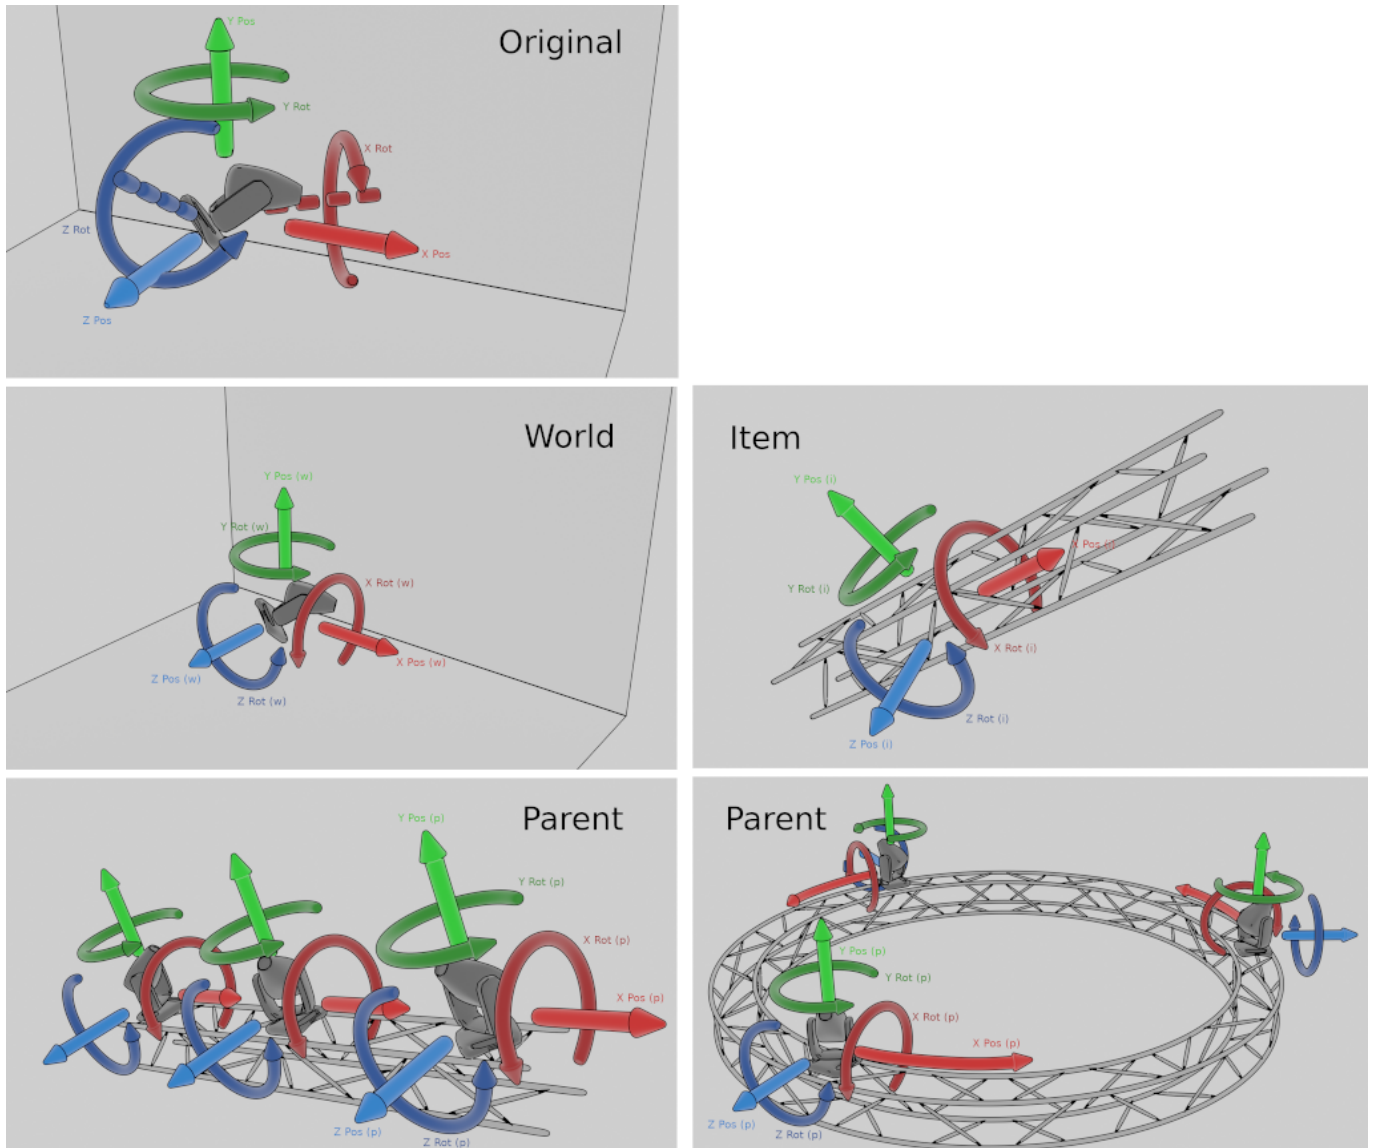 Original
Y Pos
Y Rot
X Rot
Z Rot
X Pos
Z Pos
World
Y Pos (w)
Y Rot (w)
X Rot (w)
X Pos (w)
Z Pos (w)
Z Rot (w)
Item
Y Pos (i)
X Pos (i)
Y Rot (i)
X Rot (i)
Z Rot (i)
Z Pos (i)
Parent
Y Pos (p)
Y Rot (p)
X Rot (p)
X Pos (p)
Z Pos (p)
Z Rot (p)
Parent
Y Pos (p)
Y Rot (p)
X Rot (p)
X Pos (p)
Z Pos (p)
Z Rot (p)